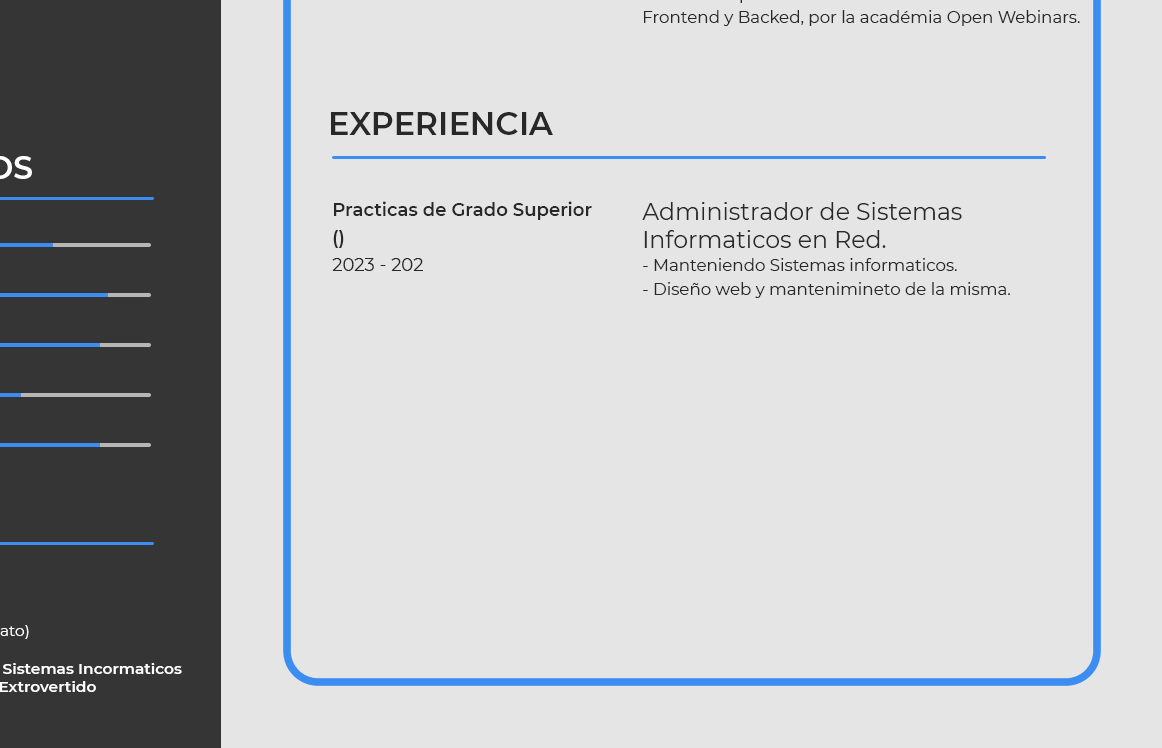 Frontend y Backed, por la académia Open Webinars.
EXPERIENCIA
Practicas de Grado Superior
()
2023 - 202
Administrador de Sistemas
Informaticos en Red.
- Manteniendo Sistemas informaticos.
- Diseño web y mantenimineto de la misma.
OS
ato)
Sistemas Incormaticos
Extrovertido